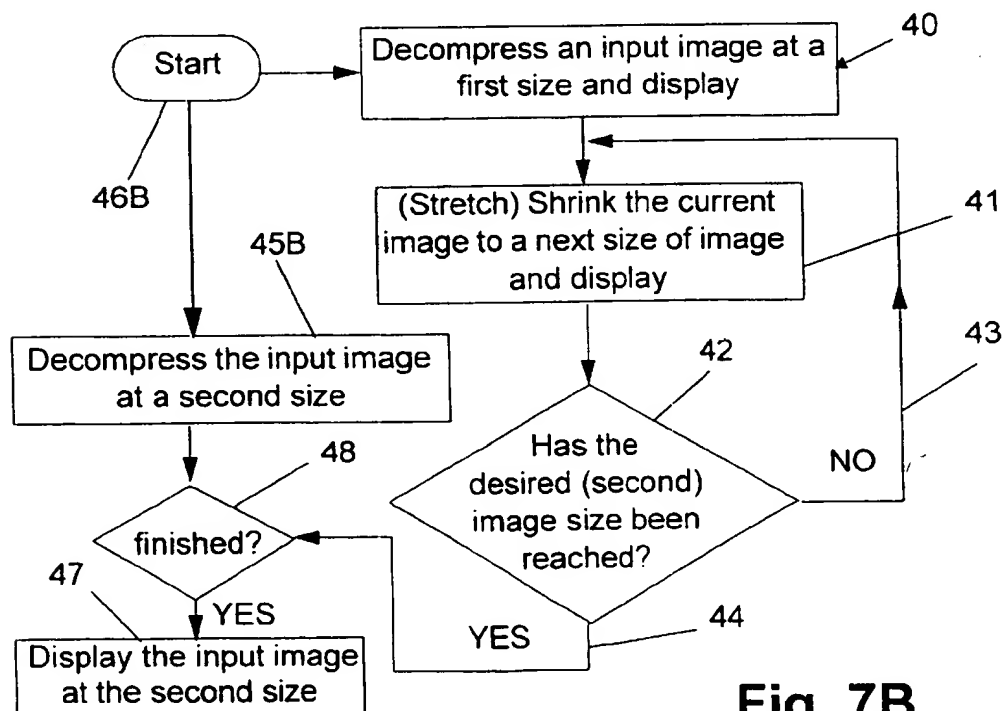 Start
Decompress an input image at a
first size and display
40
46B
(Stretch) Shrink the current
image to a next size of image
and display
41
45B
Decompress the input image
at a second size
42
43
Has the
desired (second)
image size been
reached?
NO
48
finished?
47
YES
YES
44
Display the input image
at the second size
Fig. 7B